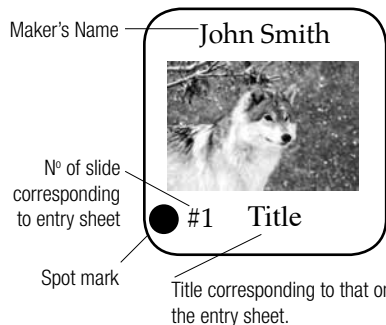 Maker's Name
John Smith
Nº of slide
corresponding
to entry sheet
#1
Title
Spot mark
Title corresponding to that on
the entry sheet.